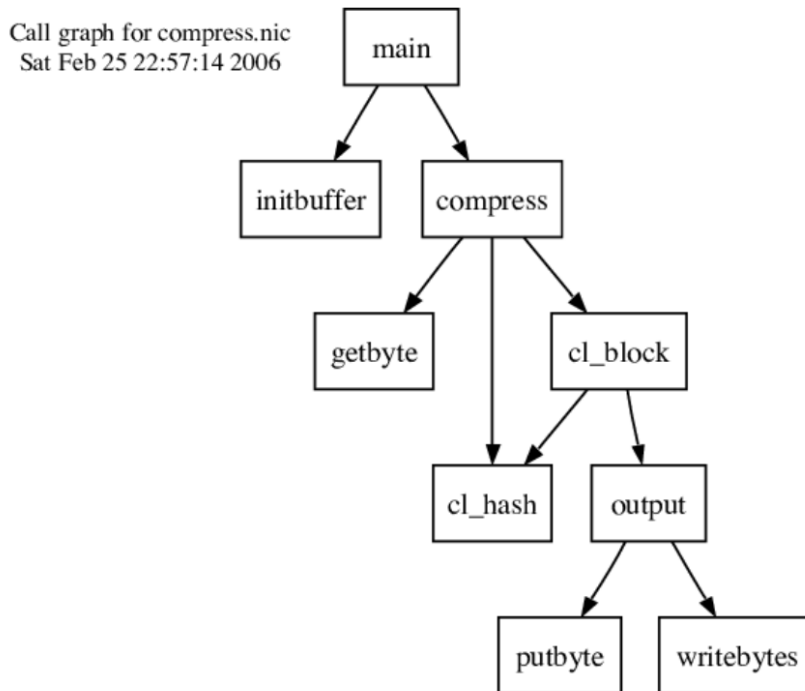 Call graph for compress.nic
Sat Feb 25 22:57:14 2006
main
initbuffer
compress
getbyte
cl_block
cl_hash
output
putbyte
writebytes